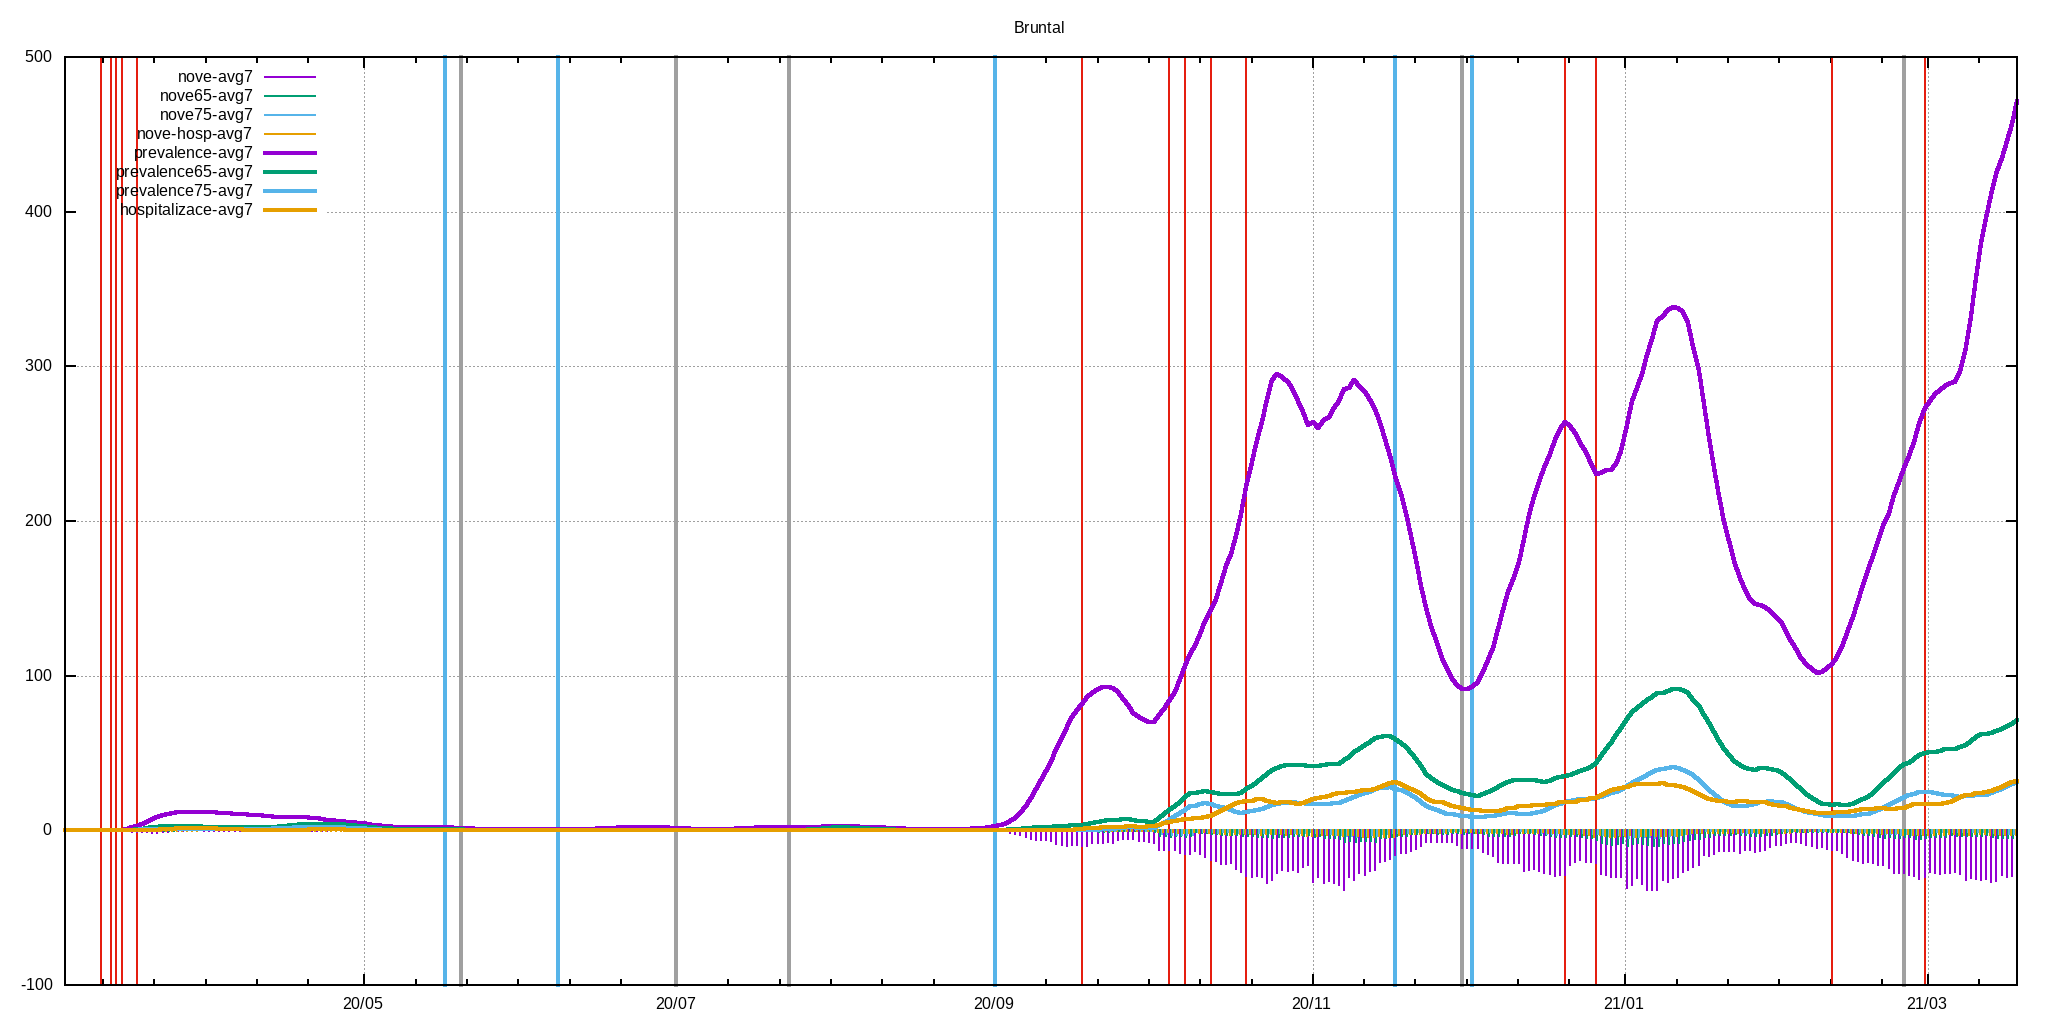 Bruntal
500
400
300
200
100
0
-100
nove-avg7
nove65-avg7
nove75-avg7
nove-hosp-avg7
prevalence-avg7
prevalence65-avg7
prevalence75-avg7
hospitalizace-avg7
20/05 20/07 20/09 20/11 21/01 21/03